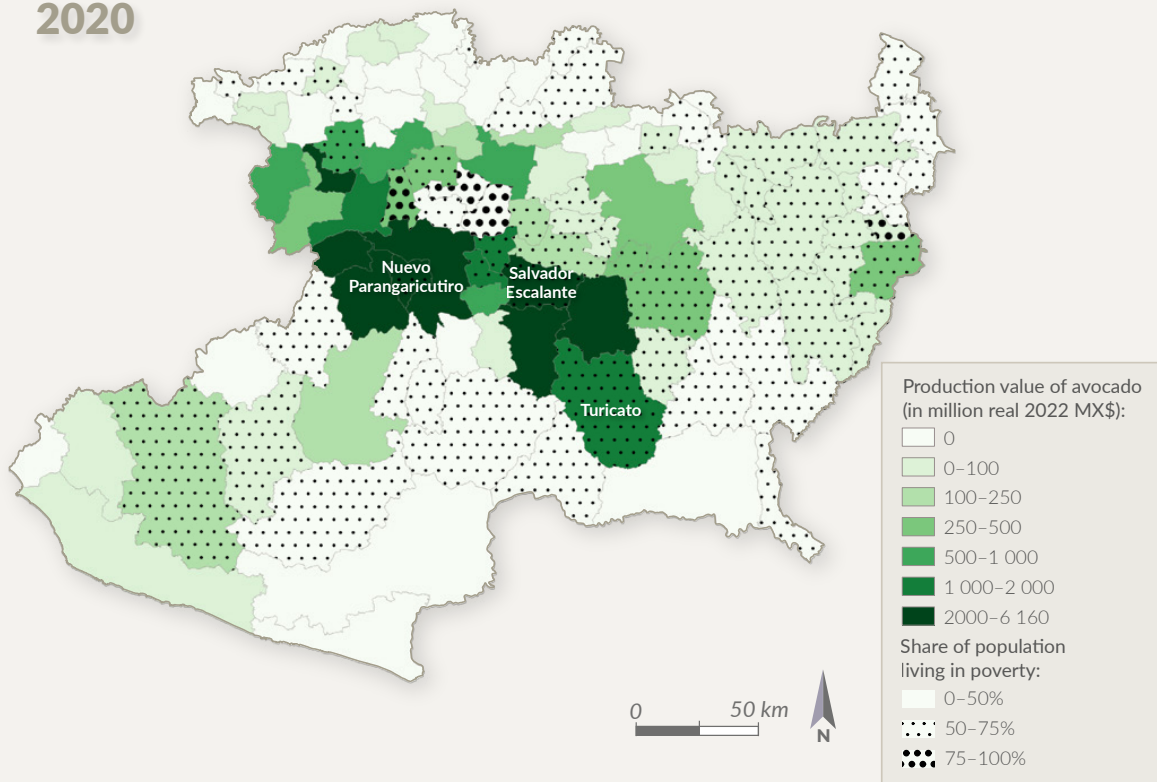 2020
Nuevo
Parangaricutiro
Salvador
Escalante
Turicato
Production value of avocado
(in million real 2022 MX$):
0
0–100
100–250
250–500
500–1 000
1 000–2 000
2000–6 160
Share of population
living in poverty:
0–50%
50–75%
75–100%
0 50 km
N